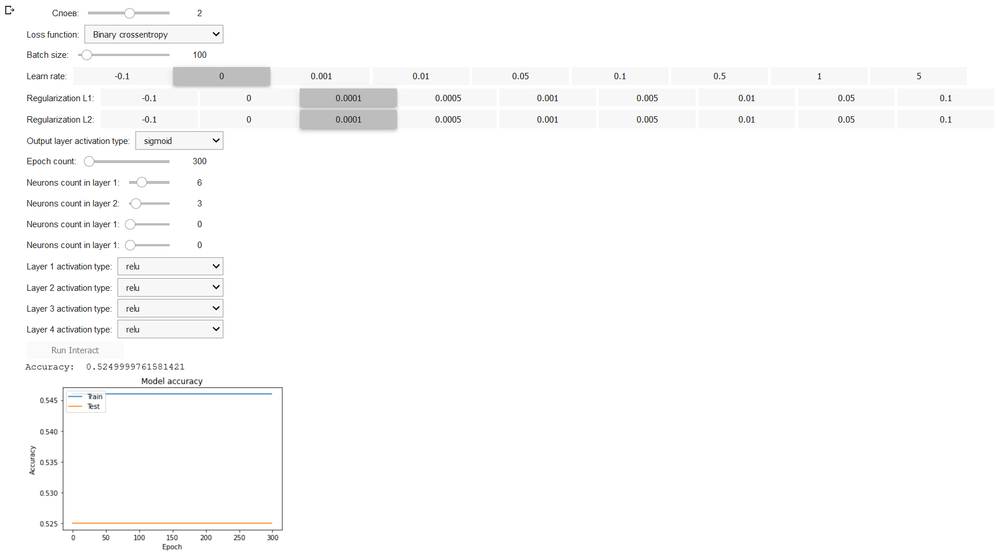 Слоев: 2
Loss function: Binary crossentropy
Batch size: 100
Learn rate: -0.1 0 0.001 0.01 0.05 0.1 0.5 1 5
Regularization L1: -0.1 0 0.0001 0.0005 0.001 0.005 0.01 0.05 0.1
Regularization L2: -0.1 0 0.0001 0.0005 0.001 0.005 0.01 0.05 0.1
Output layer activation type: sigmoid
Epoch count: 300
Neurons count in layer 1: 6
Neurons count in layer 2: 3
Neurons count in layer 1: 0
Neurons count in layer 1: 0
Layer 1 activation type: relu
Layer 2 activation type: relu
Layer 3 activation type: relu
Layer 4 activation type: relu
Run Interact
Accuracy: 0.5249999761581421
Model accuracy
Train
Test
0.545
0.540
0.535
0.530
0.525
Accuracy
0 50 100 150 200 250 300
Epoch